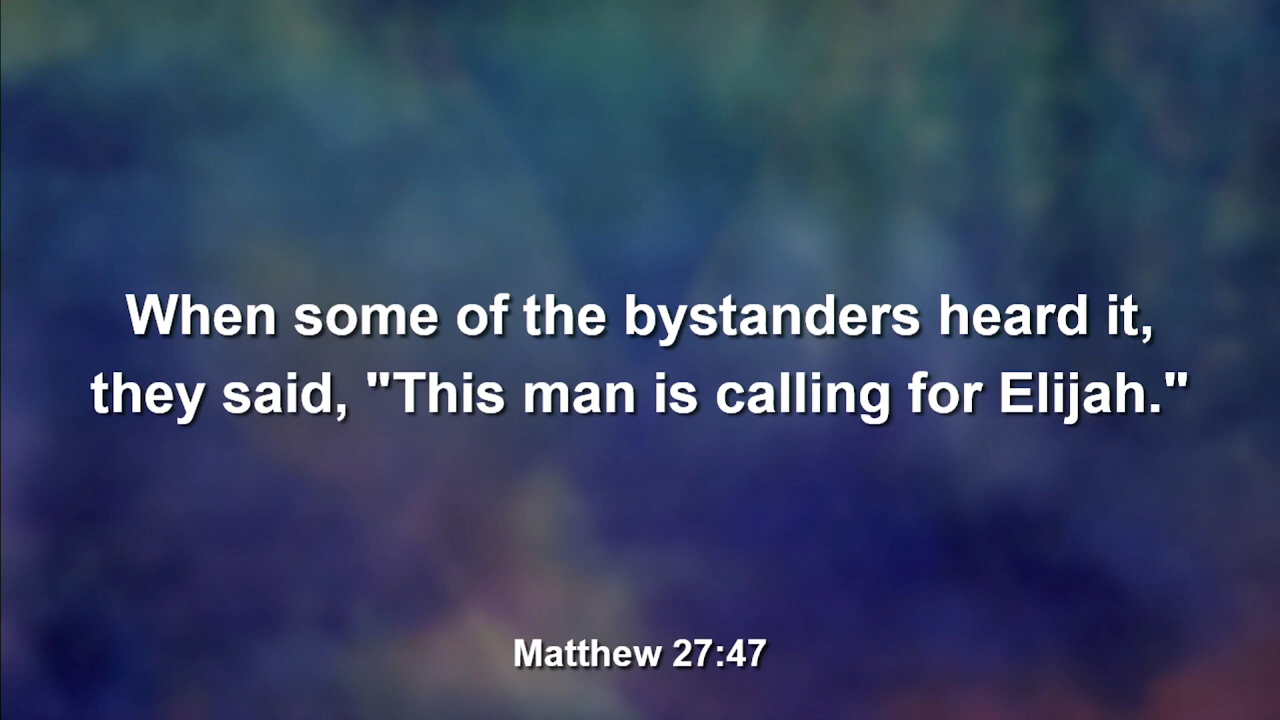 When some of the bystanders heard it,
they said, "This man is calling for Elijah."
Matthew 27:47